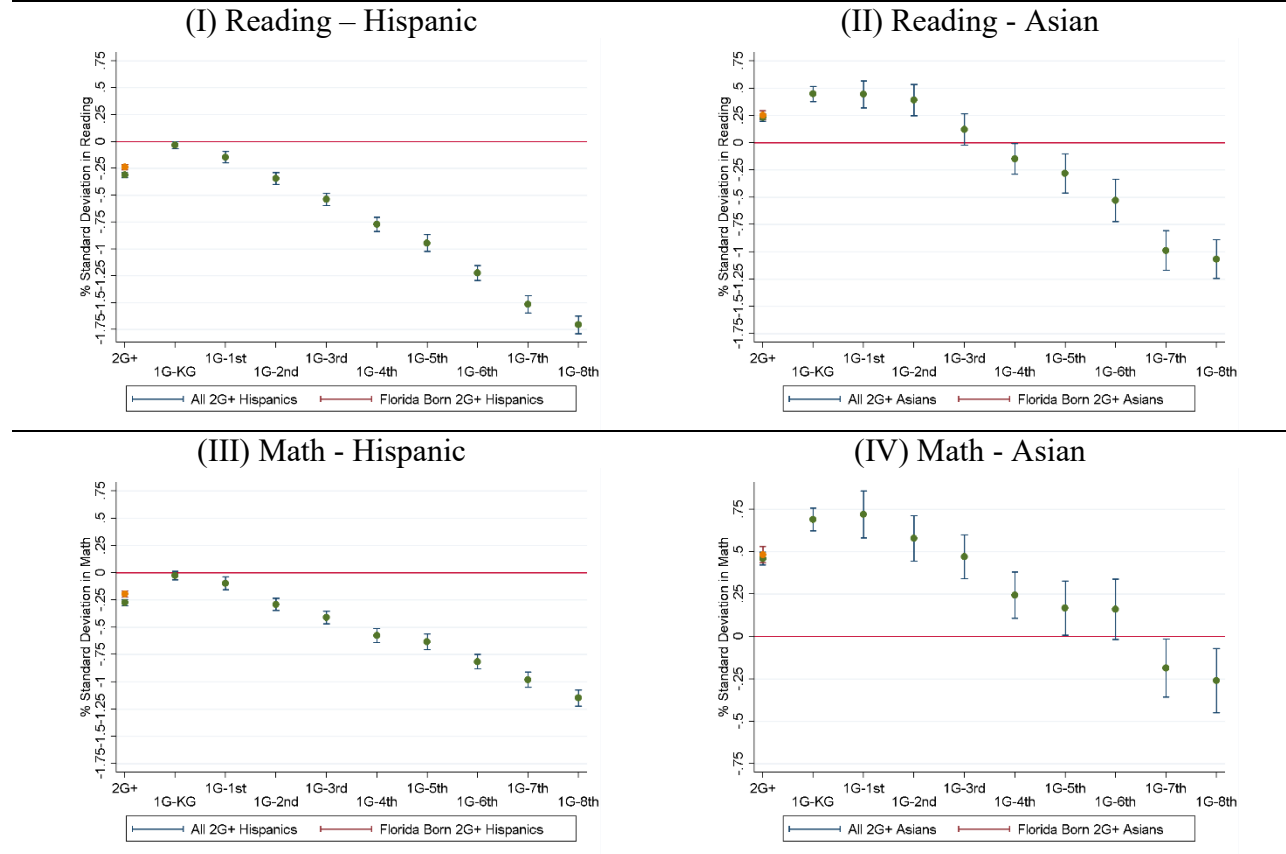 (I) Reading – Hispanic
% Standard Deviation in Reading
-1.75-1.5-1.25 -1 -.75 -.5 -.25 0 .25 .5 .75
2G+ 1G-1st 1G-3rd 1G-5th 1G-7th
1G-KG 1G-2nd 1G-4th 1G-6th 1G-8th
All 2G+ Hispanics Florida Born 2G+ Hispanics
(II) Reading - Asian
% Standard Deviation in Reading
-1.75-1.5-1.25 -1 -.75 -.5 -.25 0 .25 .5 .75
2G+ 1G-1st 1G-3rd 1G-5th 1G-7th
1G-KG 1G-2nd 1G-4th 1G-6th 1G-8th
All 2G+ Asians Florida Born 2G+ Asians
(III) Math - Hispanic
% Standard Deviation in Math
-1.75-1.5-1.25 -1 -.75 -.5 -.25 0 .25 .5 .75
2G+ 1G-1st 1G-3rd 1G-5th 1G-7th
1G-KG 1G-2nd 1G-4th 1G-6th 1G-8th
All 2G+ Hispanics Florida Born 2G+ Hispanics
(IV) Math - Asian
% Standard Deviation in Math
-.75 -.5 -.25 0 .25 .5 .75
2G+ 1G-1st 1G-3rd 1G-5th 1G-7th
1G-KG 1G-2nd 1G-4th 1G-6th 1G-8th
All 2G+ Asians Florida Born 2G+ Asians